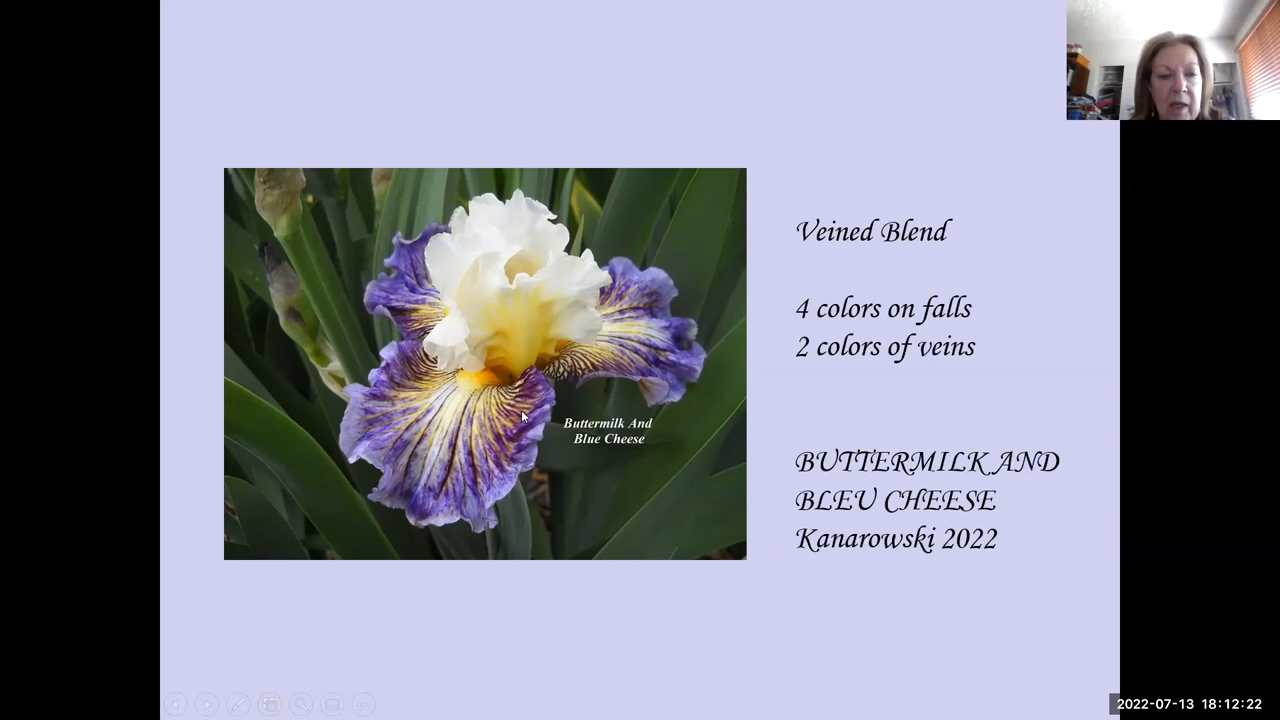 Veined Blend
4 colors on falls
2 colors of veins
Buttermilk And
Blue Cheese
BUTTERMILK AND
BLEU CHEESE
Kanarowski 2022
2022-07-13 18:12:22